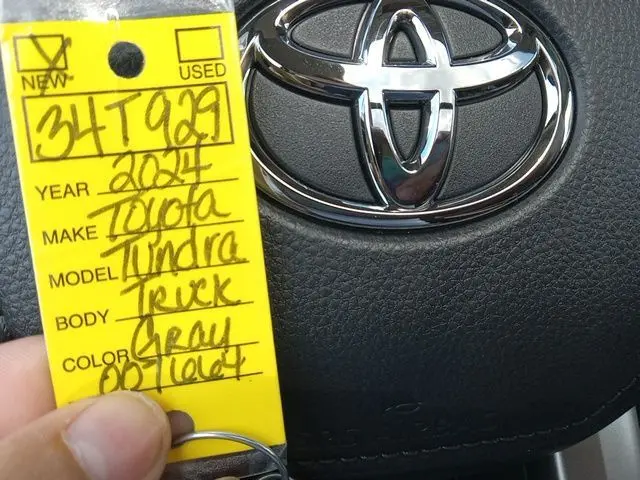 NEW USED
34T929
YEAR 2024
MAKE Toyota
MODEL Tundra
BODY Truck
COLOR Gray